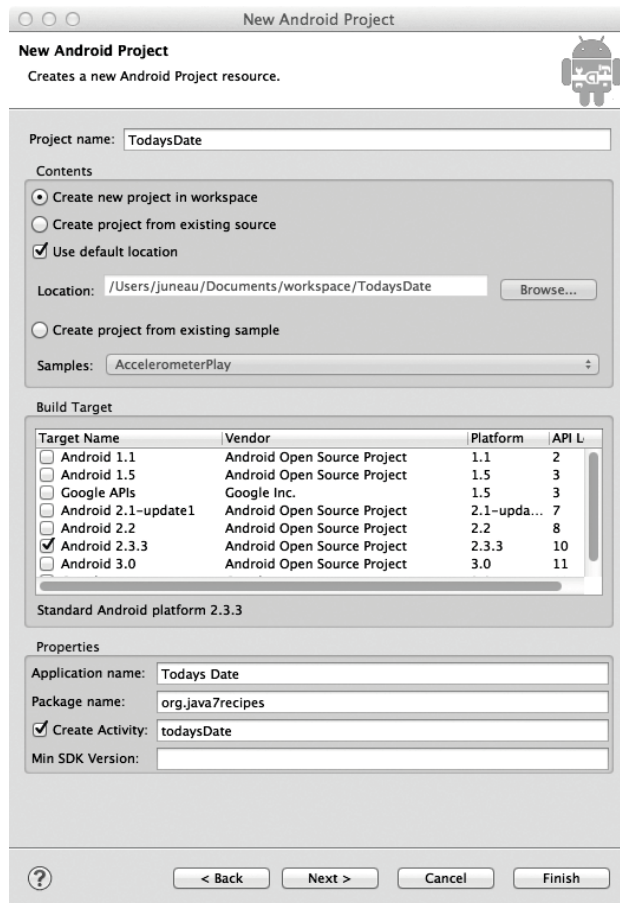 New Android Project
New Android Project
Creates a new Android Project resource.
Project name: TodaysDate
Contents
Create new project in workspace
Create project from existing source
Use default location
Location: /Users/juneau/Documents/workspace/TodaysDate Browse...
Create project from existing sample
Samples: AccelerometerPlay
Build Target
Target Name Vendor Platform API L
Android 1.1 Android Open Source Project 1.1 2
Android 1.5 Android Open Source Project 1.5 3
Google APIs Google Inc. 1.5 3
Android 2.1-update1 Android Open Source Project 2.1-upda... 7
Android 2.2 Android Open Source Project 2.2 8
Android 2.3.3 Android Open Source Project 2.3.3 10
Android 3.0 Android Open Source Project 3.0 11
Standard Android platform 2.3.3
Properties
Application name: Todays Date
Package name: org.java7recipes
Create Activity: todaysDate
Min SDK Version:
? < Back Next > Cancel Finish